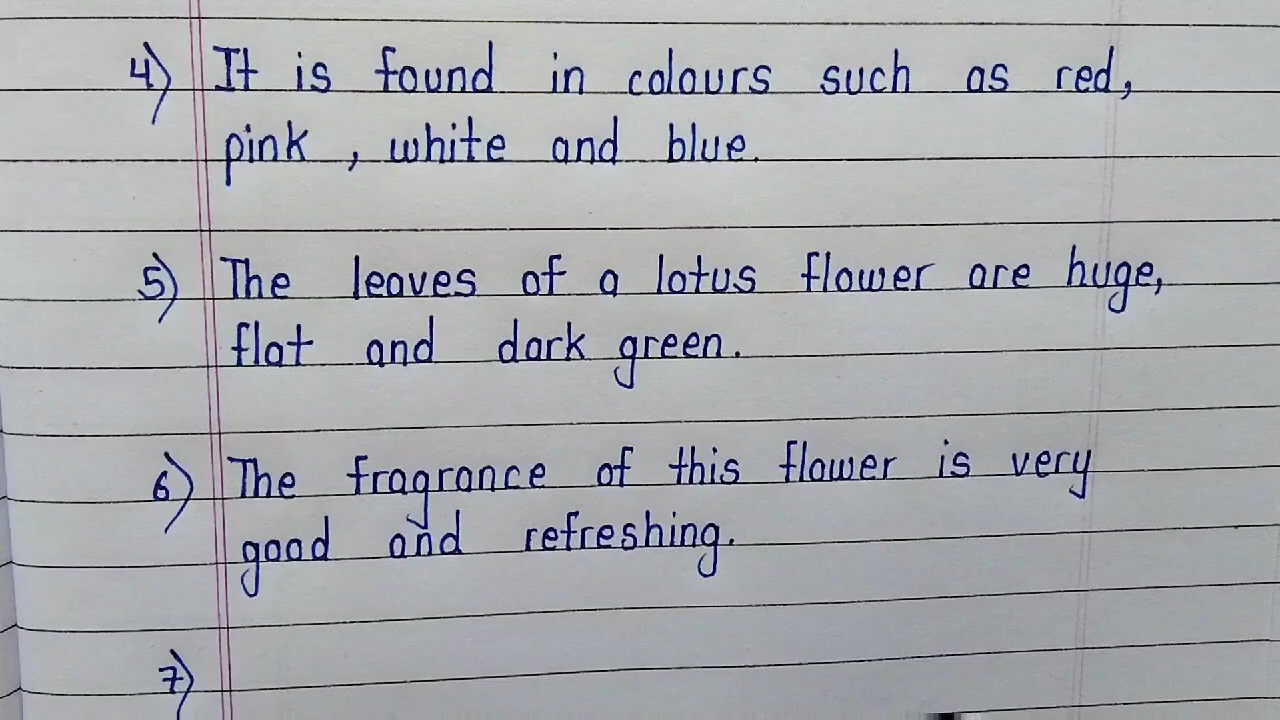 4) It is found in colours such as red,
pink , white and blue.
5) The leaves of a lotus flower are huge,
flat and dark green.
6) The fragrance of this flower is very
good and refreshing.
7)